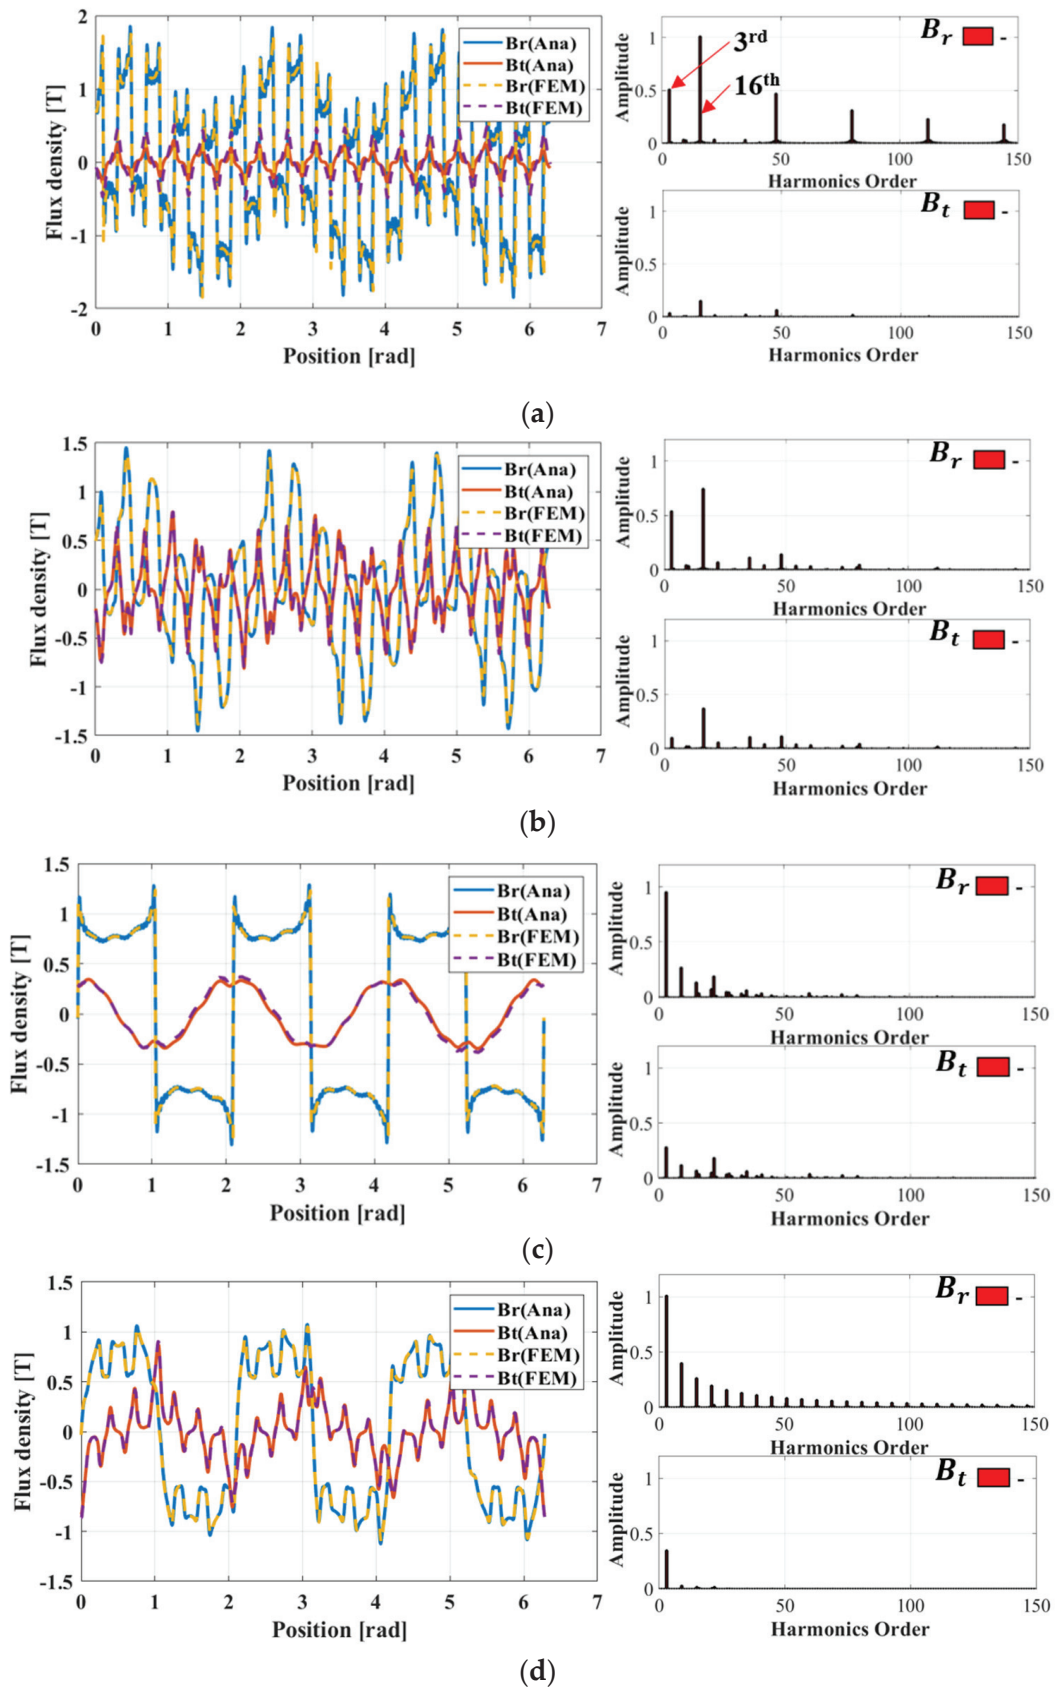 2
1
0
-1
2
Flux density [T]
0 1 2 3 4 5 6 7
Position [rad]
Br(Ana)
Bt(Ana)
Br(FEM)
Bt(FEM)
1
0.5
0
Amplitude
3rd
16th
Br -
0 50 100 150
Harmonics Order
1
0.5
0
Amplitude
Bt -
0 50 100 150
Harmonics Order
(a)
1.5
1
0.5
0
-0.5
-1
-1.5
Flux density [T]
0 1 2 3 4 5 6 7
Position [rad]
Br(Ana)
Bt(Ana)
Br(FEM)
Bt(FEM)
1
0.5
0
Amplitude
Br -
0 50 100 150
Harmonics Order
1
0.5
0
Amplitude
Bt -
0 50 100 150
Harmonics Order
(b)
1.5
1
0.5
0
-0.5
-1
-1.5
Flux density [T]
0 1 2 3 4 5 6 7
Position [rad]
Br(Ana)
Bt(Ana)
Br(FEM)
Bt(FEM)
1
0.5
0
Amplitude
Br -
0 50 100 150
Harmonics Order
1
0.5
0
Amplitude
Bt -
0 50 100 150
Harmonics Order
(c)
1.5
1
0.5
0
-0.5
-1
-1.5
Flux density [T]
0 1 2 3 4 5 6 7
Position [rad]
Br(Ana)
Bt(Ana)
Br(FEM)
Bt(FEM)
1
0.5
0
Amplitude
Br -
0 50 100 150
Harmonics Order
1
0.5
0
Amplitude
Bt -
0 50 100 150
Harmonics Order
(d)